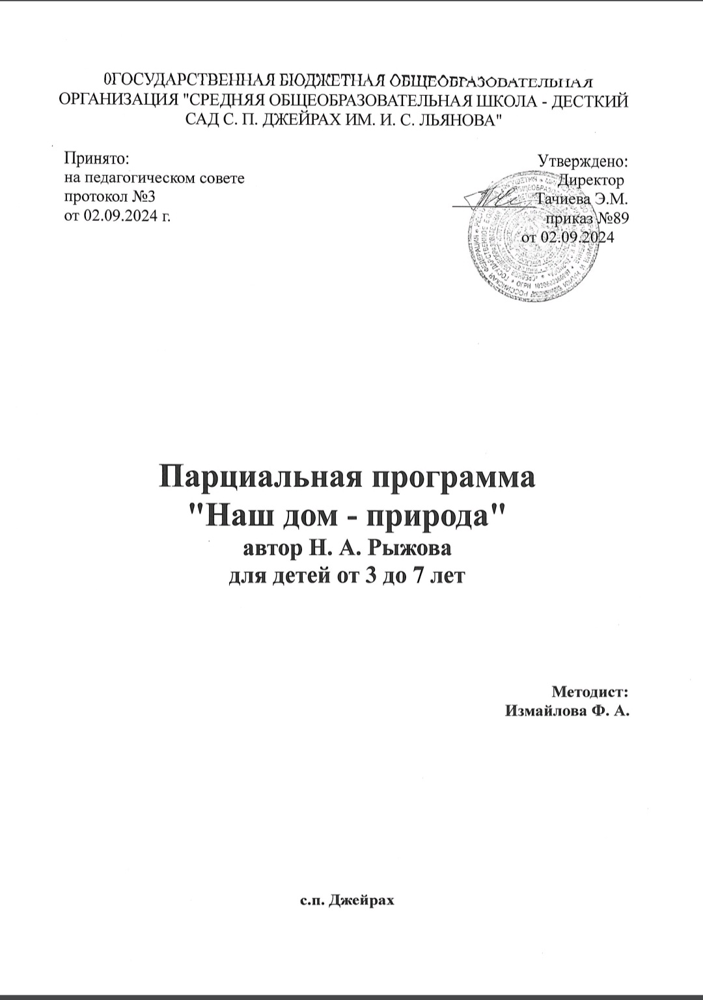 0ГОСУДАРСТВЕННАЯ БЮДЖЕТНАЯ ОБЩЕОБРАЗОВАТЕЛЬНАЯ
ОРГАНИЗАЦИЯ "СРЕДНЯЯ ОБЩЕОБРАЗОВАТЕЛЬНАЯ ШКОЛА - ДЕСТКИЙ
САД С. П. ДЖЕЙРАХ ИМ. И. С. ЛЬЯНОВА"
Принято:
на педагогическом совете
протокол №3
от 02.09.2024 г.
Утверждено:
Директор
Тачиева Э.М.
приказ №89
от 02.09.2024
Парциальная программа
"Наш дом - природа"
автор Н. А. Рыжова
для детей от 3 до 7 лет
Методист:
Измайлова Ф. А.
с.п. Джейрах